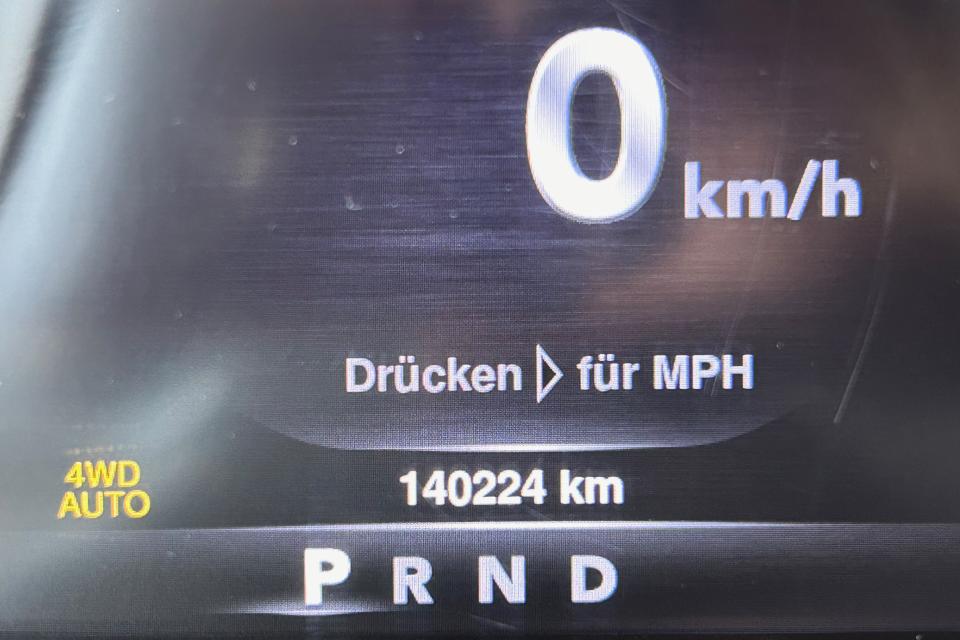 0 km/h
Drücken ▷ für MPH
4WD
AUTO
140224 km
P R N D